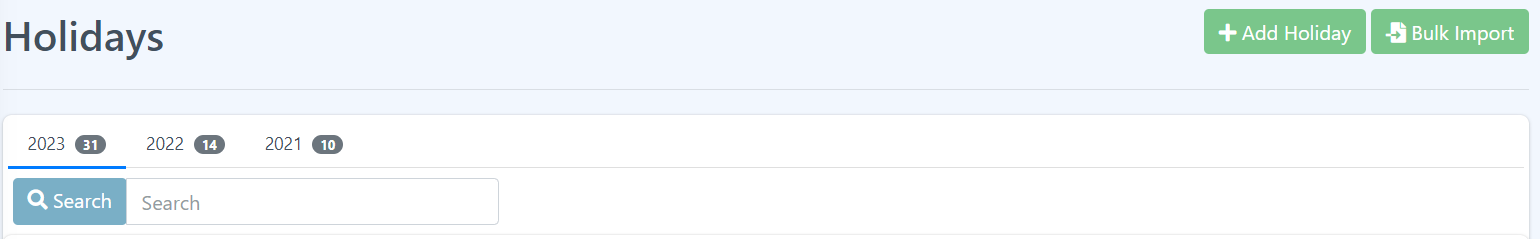 Holidays
Add Holiday
Bulk Import
2023 31 2022 14 2021 10
Search Search